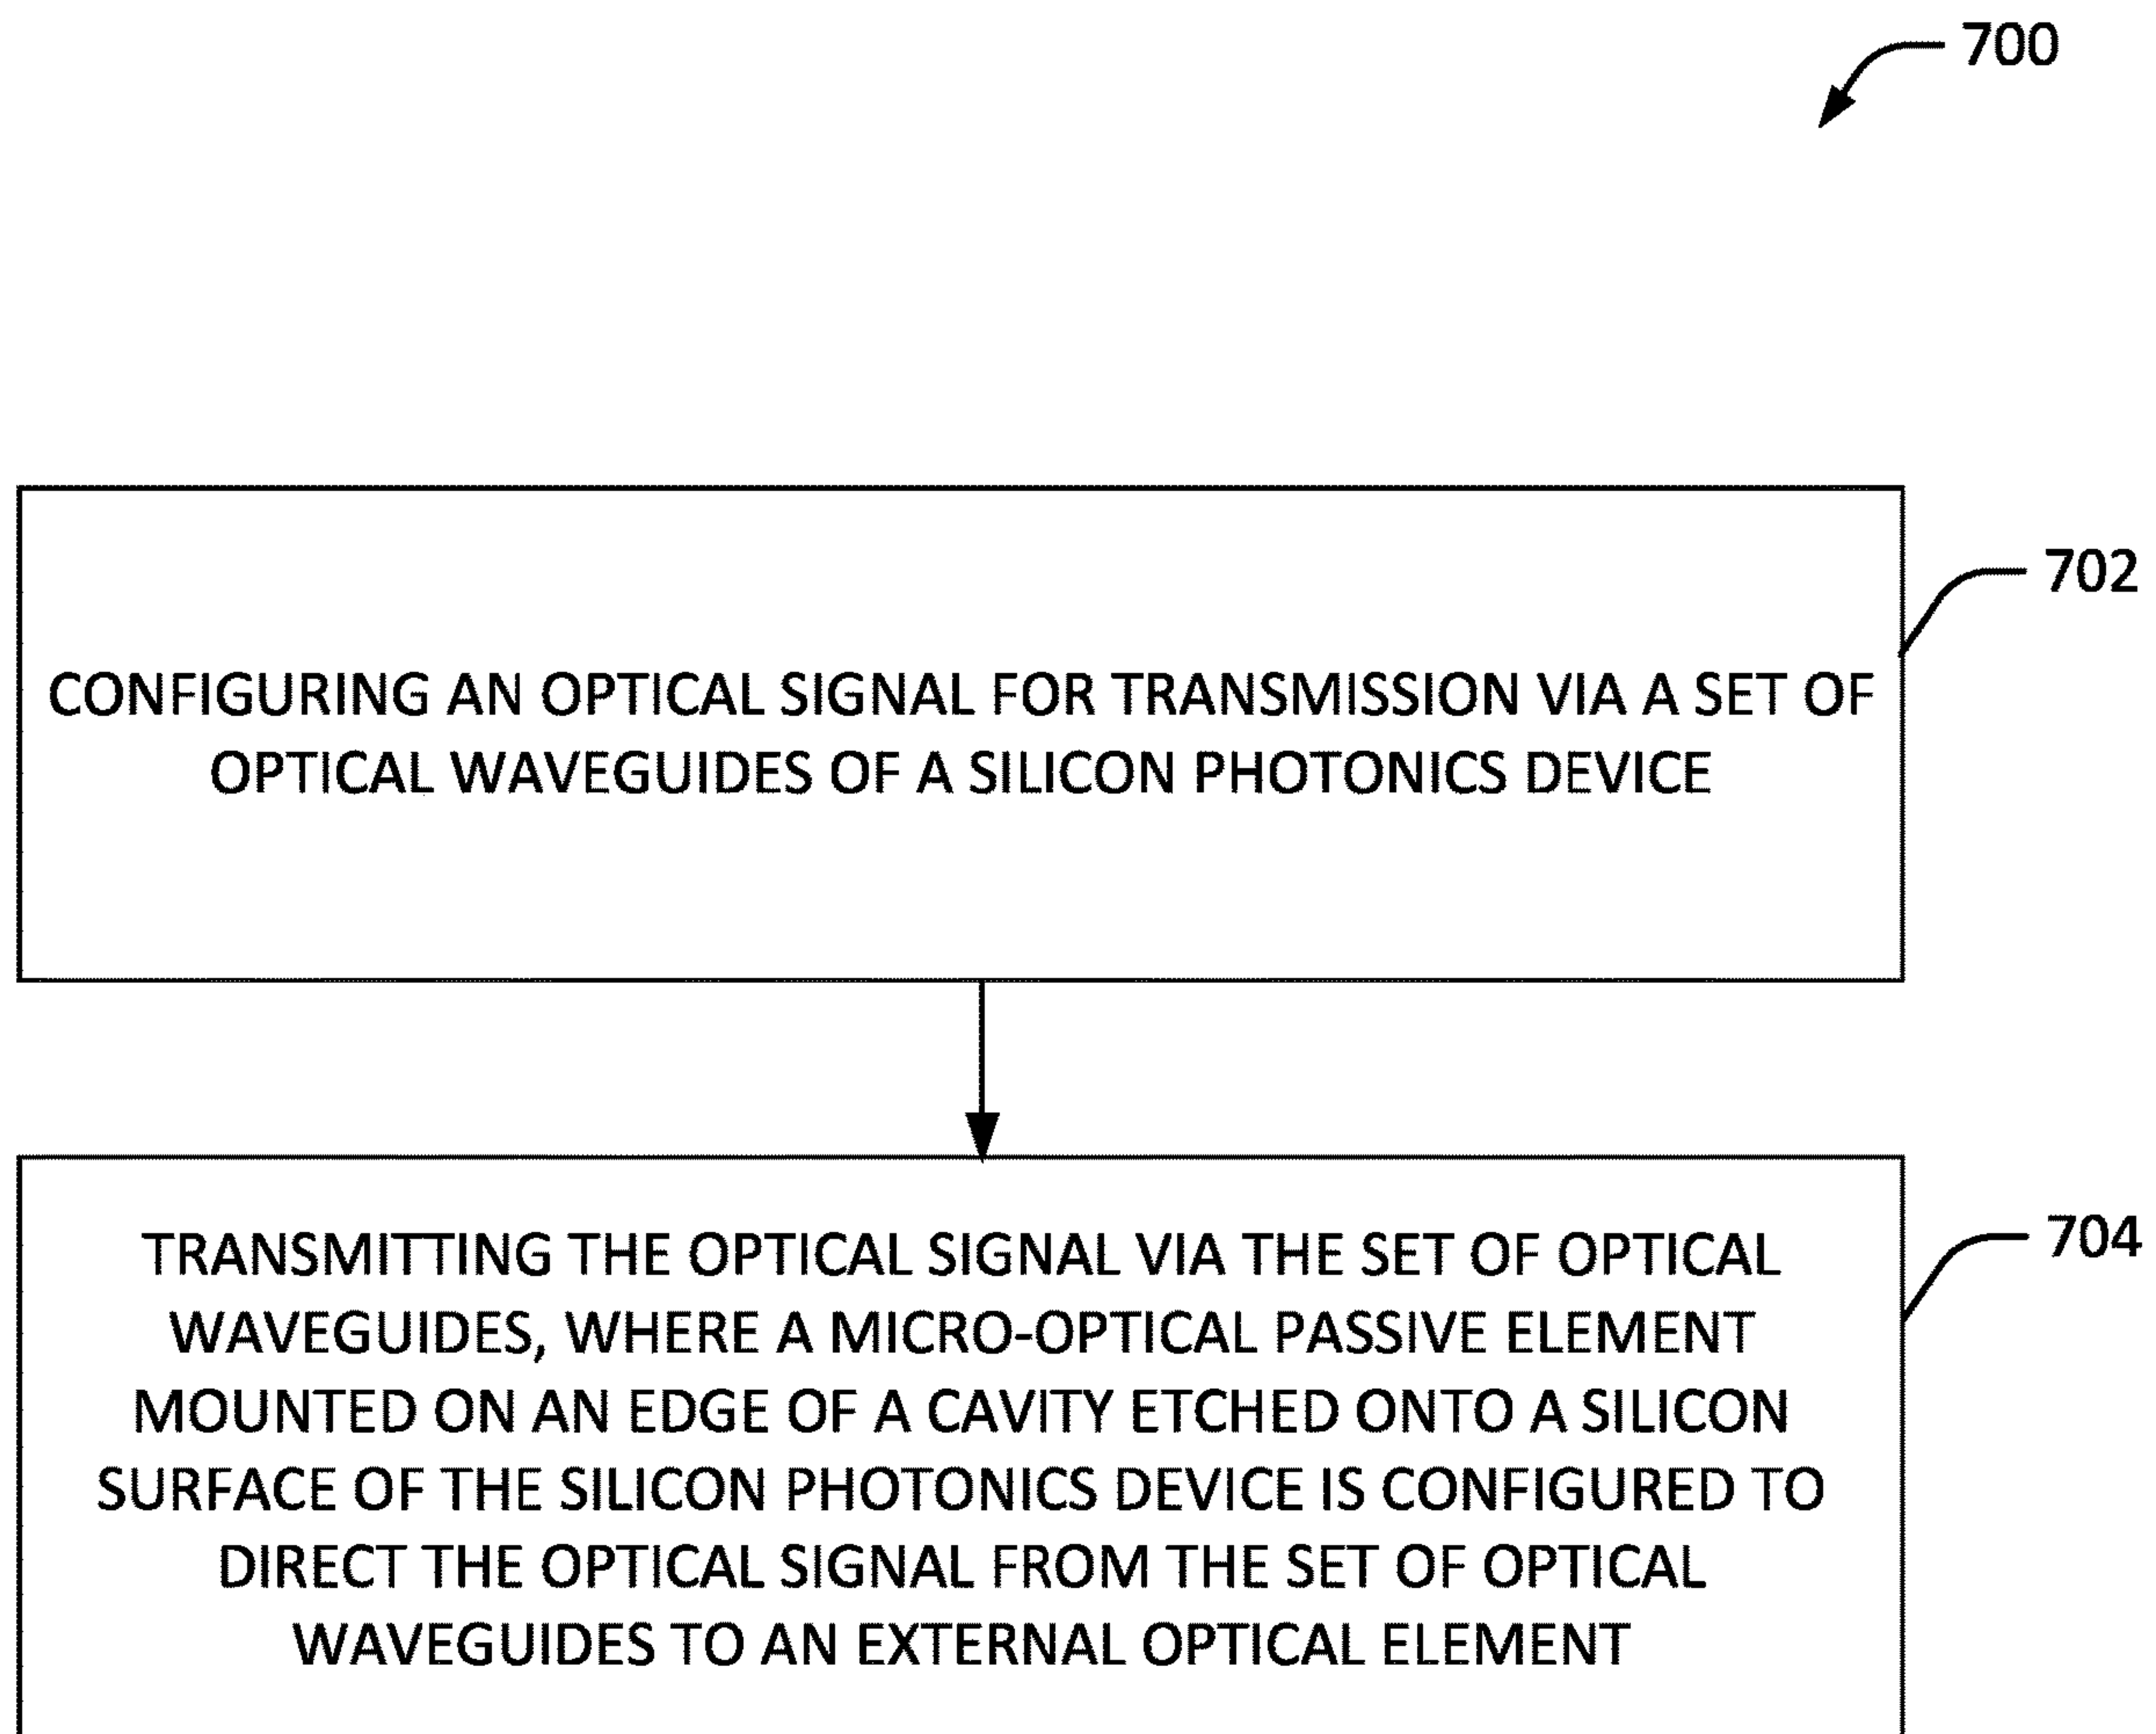 700
702
CONFIGURING AN OPTICAL SIGNAL FOR TRANSMISSION VIA A SET OF
OPTICAL WAVEGUIDES OF A SILICON PHOTONICS DEVICE
704
TRANSMITTING THE OPTICAL SIGNAL VIA THE SET OF OPTICAL
WAVEGUIDES, WHERE A MICRO-OPTICAL PASSIVE ELEMENT
MOUNTED ON AN EDGE OF A CAVITY ETCHED ONTO A SILICON
SURFACE OF THE SILICON PHOTONICS DEVICE IS CONFIGURED TO
DIRECT THE OPTICAL SIGNAL FROM THE SET OF OPTICAL
WAVEGUIDES TO AN EXTERNAL OPTICAL ELEMENT